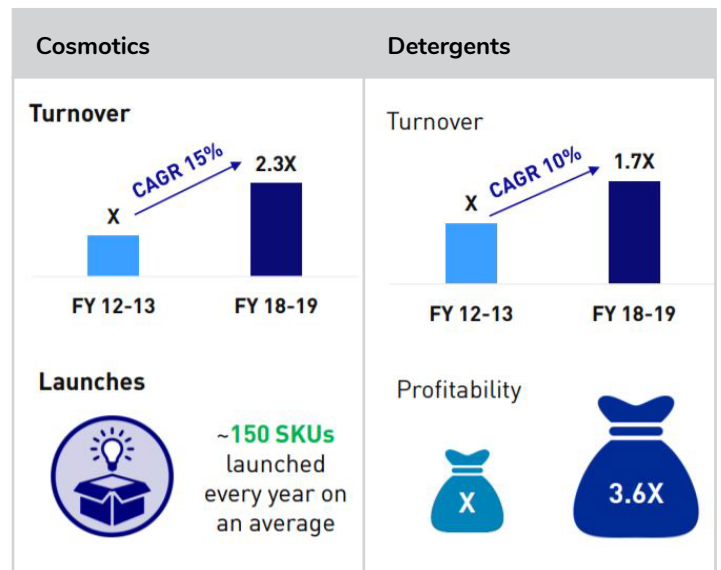 Cosmotics
Turnover
CAGR 15%
X
2.3X
FY 12-13
FY 18-19
Launches
~150 SKUs
launched
every year on
an average
Detergents
Turnover
CAGR 10%
X
1.7X
FY 12-13
FY 18-19
Profitability
X
3.6X